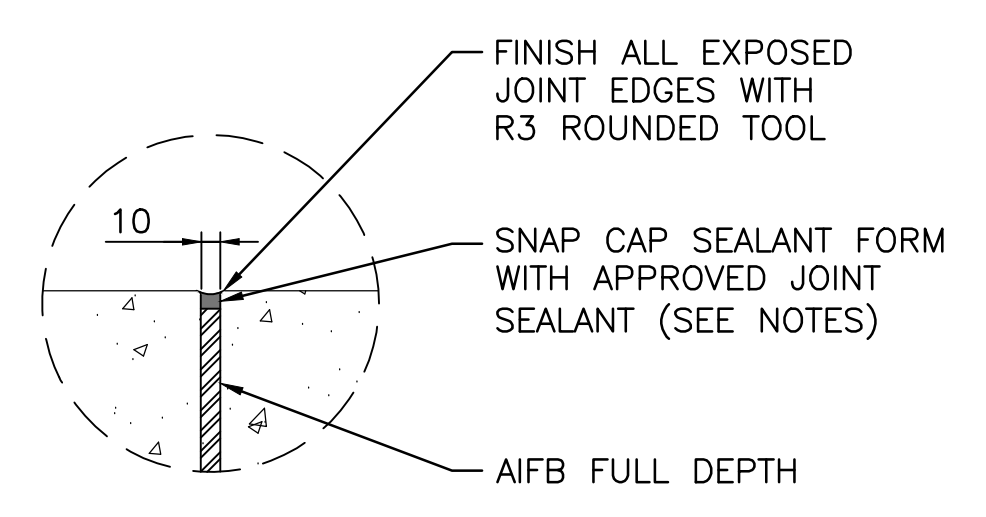 FINISH ALL EXPOSED
JOINT EDGES WITH
R3 ROUNDED TOOL
10
SNAP CAP SEALANT FORM
WITH APPROVED JOINT
SEALANT (SEE NOTES)
AIFB FULL DEPTH